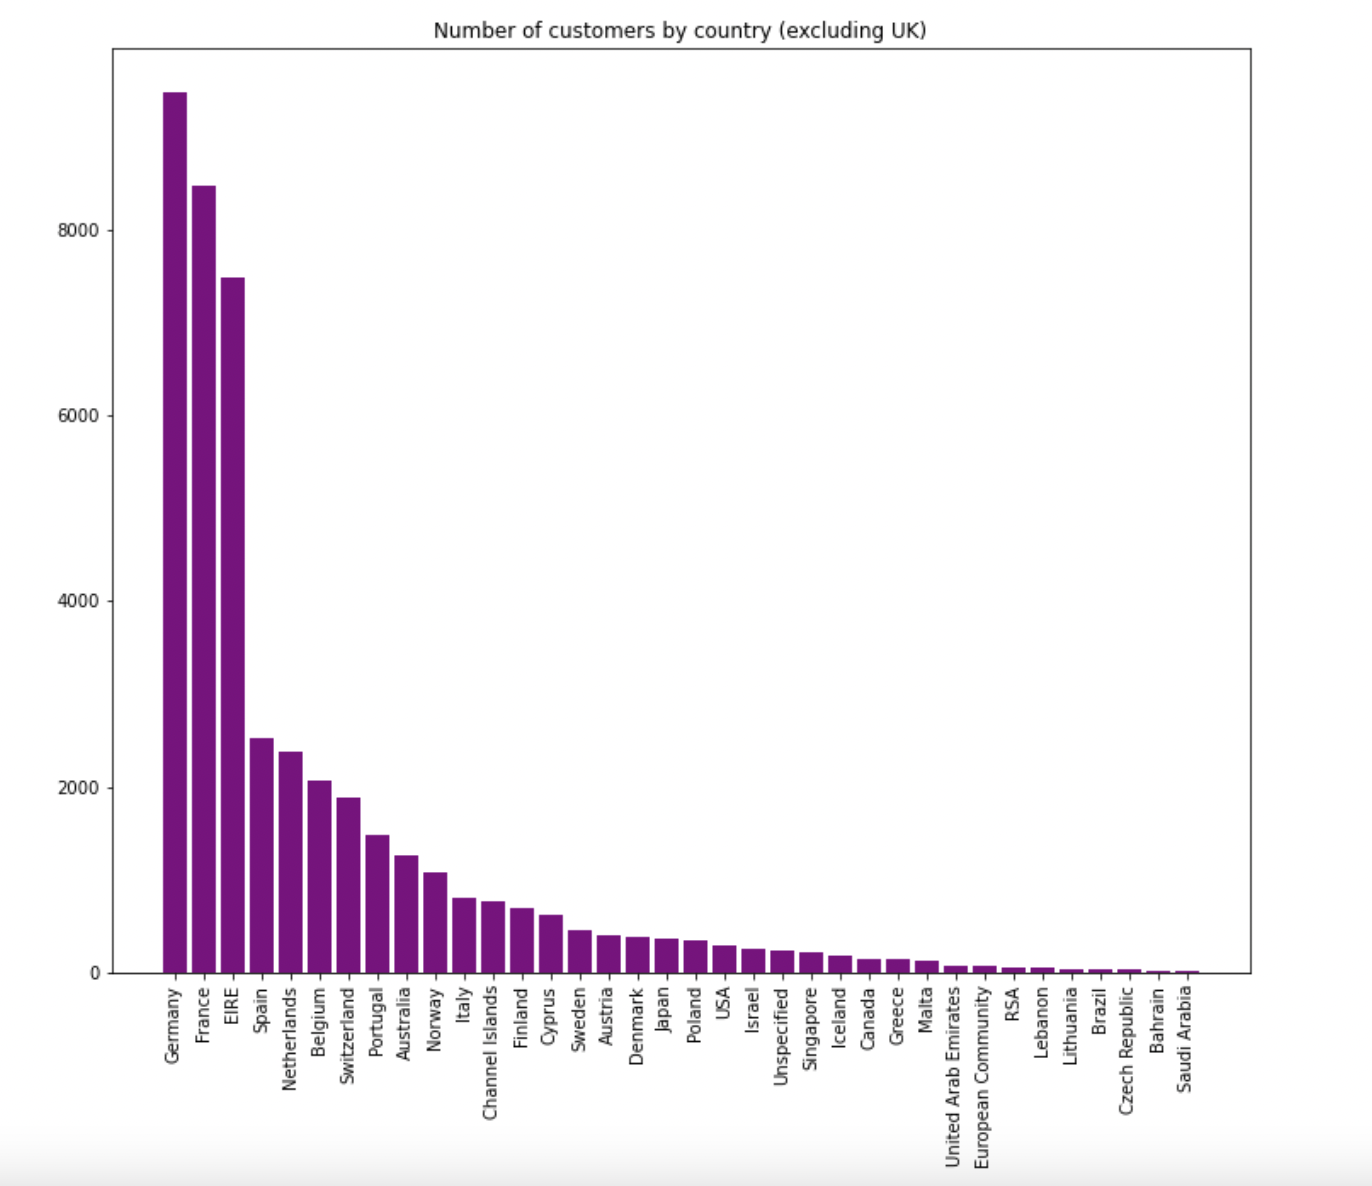 Number of customers by country (excluding UK)
8000
6000
4000
2000
0
Germany
France
EIRE
Spain
Netherlands
Belgium
Switzerland
Portugal
Australia
Norway
Italy
Channel Islands
Finland
Cyprus
Sweden
Austria
Denmark
Japan
Poland
USA
Israel
Unspecified
Singapore
Iceland
Canada
Greece
Malta
United Arab Emirates
European Community
RSA
Lebanon
Lithuania
Brazil
Czech Republic
Bahrain
Saudi Arabia